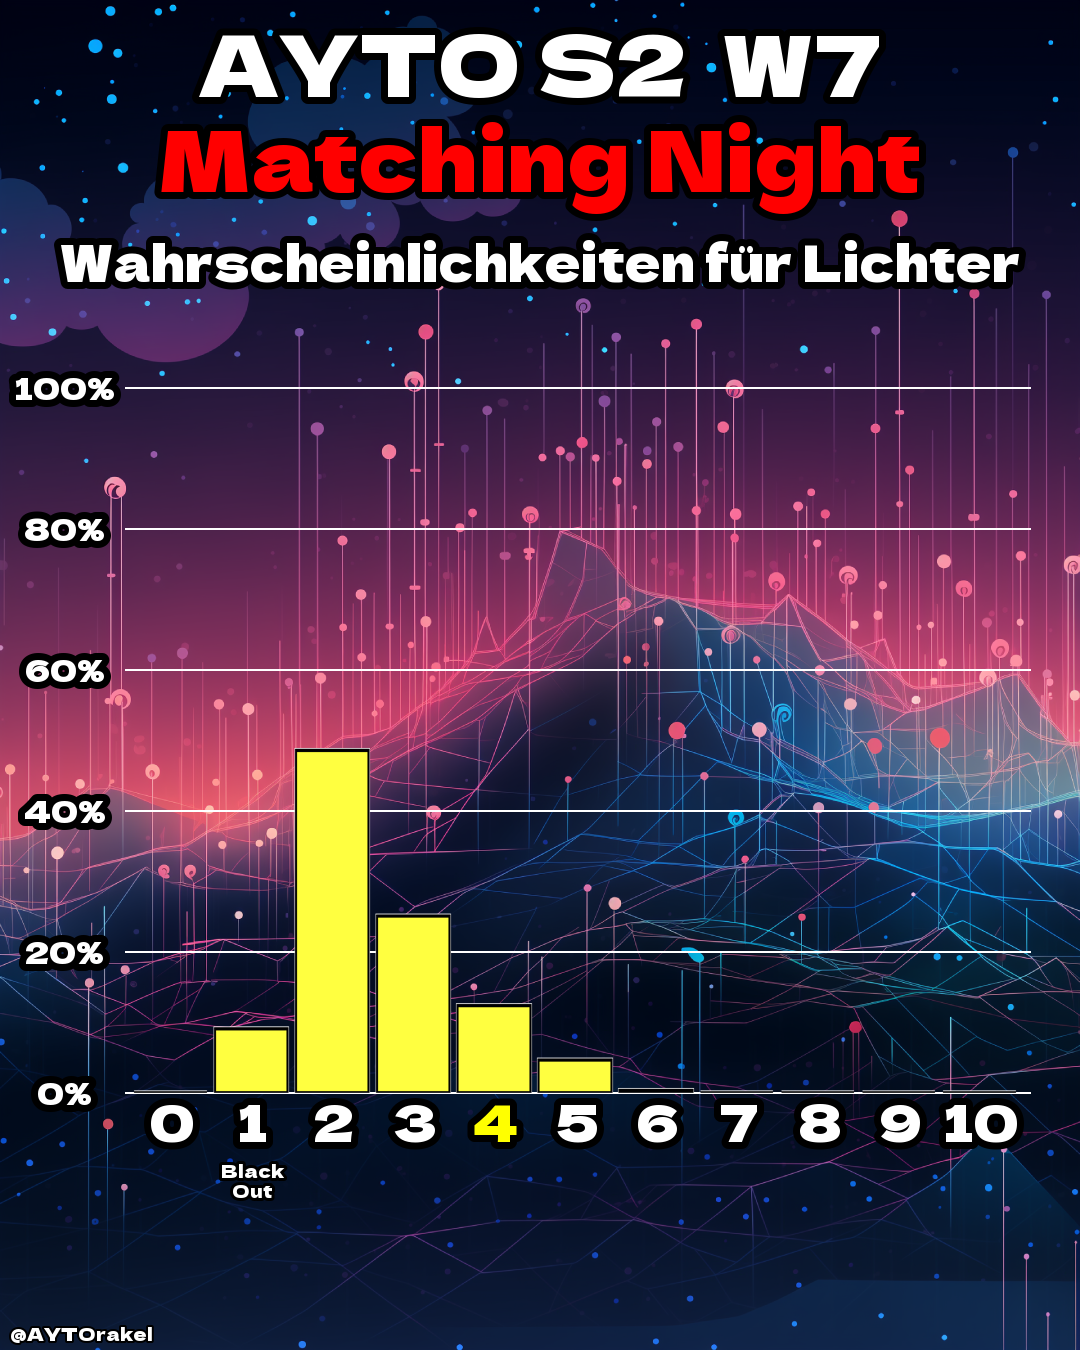 AYTO S2 W7
Matching Night
Wahrscheinlichkeiten für Lichter
100%
80%
60%
40%
20%
0%
0 1 2 3 4 5 6 7 8 9 10
Black
Out
@AYTOrakel